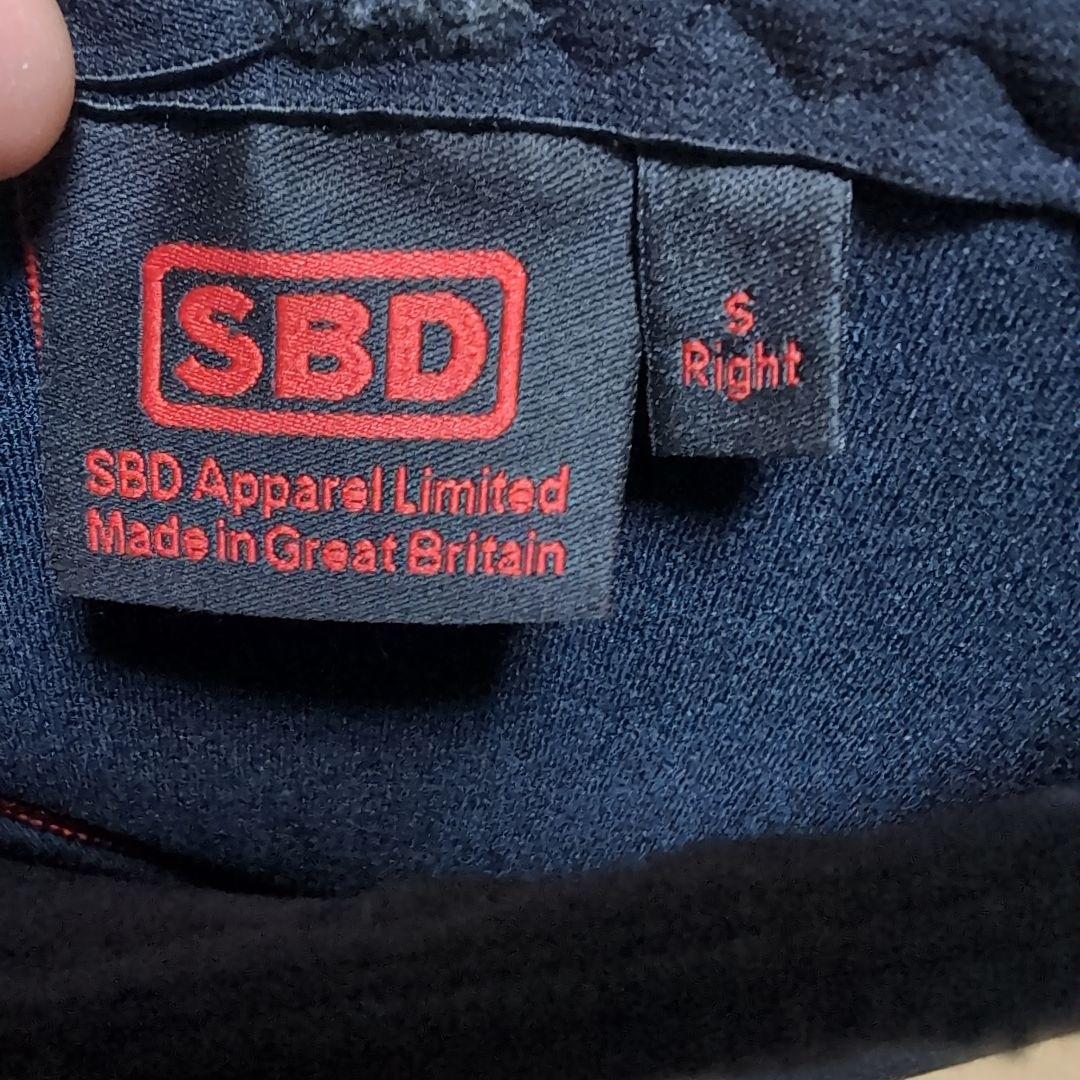 SBD
SBD Apparel Limited
Made in Great Britain
S
Right